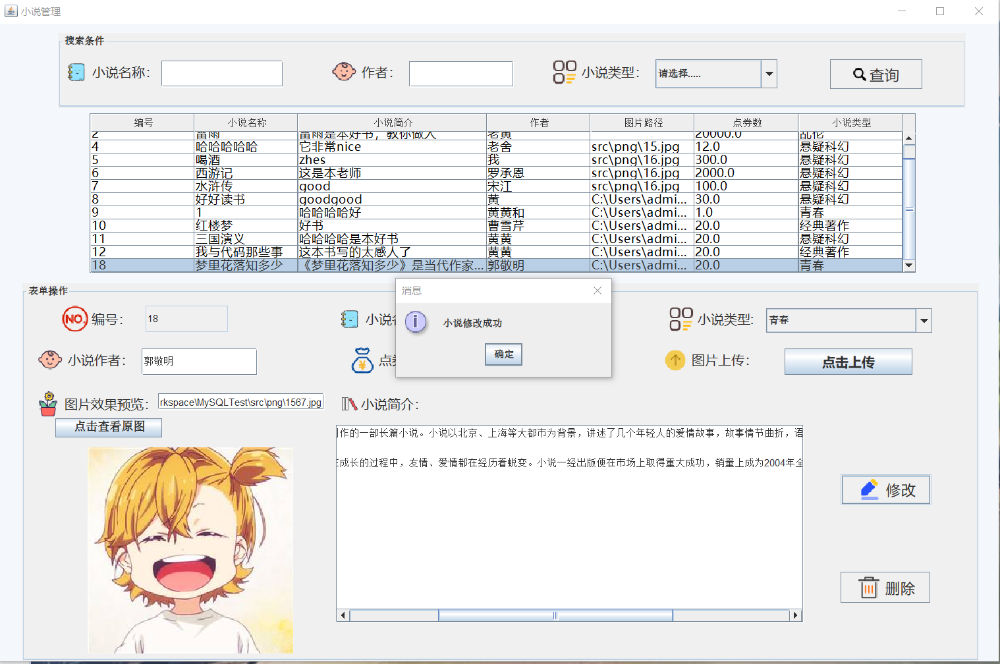 小说管理
搜索条件
小说名称： 作者： 小说类型： 请选择..... 查询
编号 小说名称 小说简介 作者 图片路径 点券数 小说类型
2 雷雨 雷雨是本好书，教你做人 老黄 20000.0 乱伦
4 哈哈哈哈哈 它非常nice 老舍 src\png\15.jpg 12.0 悬疑科幻
5 喝酒 zhes 我 src\png\16.jpg 300.0 悬疑科幻
6 西游记 这是本老师 罗承恩 src\png\16.jpg 2000.0 悬疑科幻
7 水浒传 good 宋江 src\png\16.jpg 100.0 悬疑科幻
8 好好读书 goodgood 黄 C:\Users\admi... 30.0 悬疑科幻
9 1 哈哈哈哈好 黄黄和 C:\Users\admi... 1.0 青春
10 红楼梦 好书 曹雪芹 C:\Users\admi... 20.0 经典著作
11 三国演义 哈哈哈哈是本好书 黄黄 C:\Users\admi... 20.0 悬疑科幻
12 我与代码那些事 这本书写的太感人了 黄黄 C:\Users\admi... 20.0 经典著作
18 梦里花落知多少 《梦里花落知多少》是当代作家... 郭敬明 C:\Users\admi... 20.0 青春
表单操作
消息
NO. 编号： 18 小说 小说类型： 青春
小说修改成功
确定
小说作者： 郭敬明 点 图片上传： 点击上传
图片效果预览： rkspace\MySQLTest\src\png\1567.jpg 小说简介：
点击查看原图
作的一部长篇小说。小说以北京、上海等大都市为背景，讲述了几个年轻人的爱情故事，故事情节曲折，语
成长的过程中，友情、爱情都在经历着蜕变。小说一经出版便在市场上取得重大成功，销量上成为2004年全
修改
删除